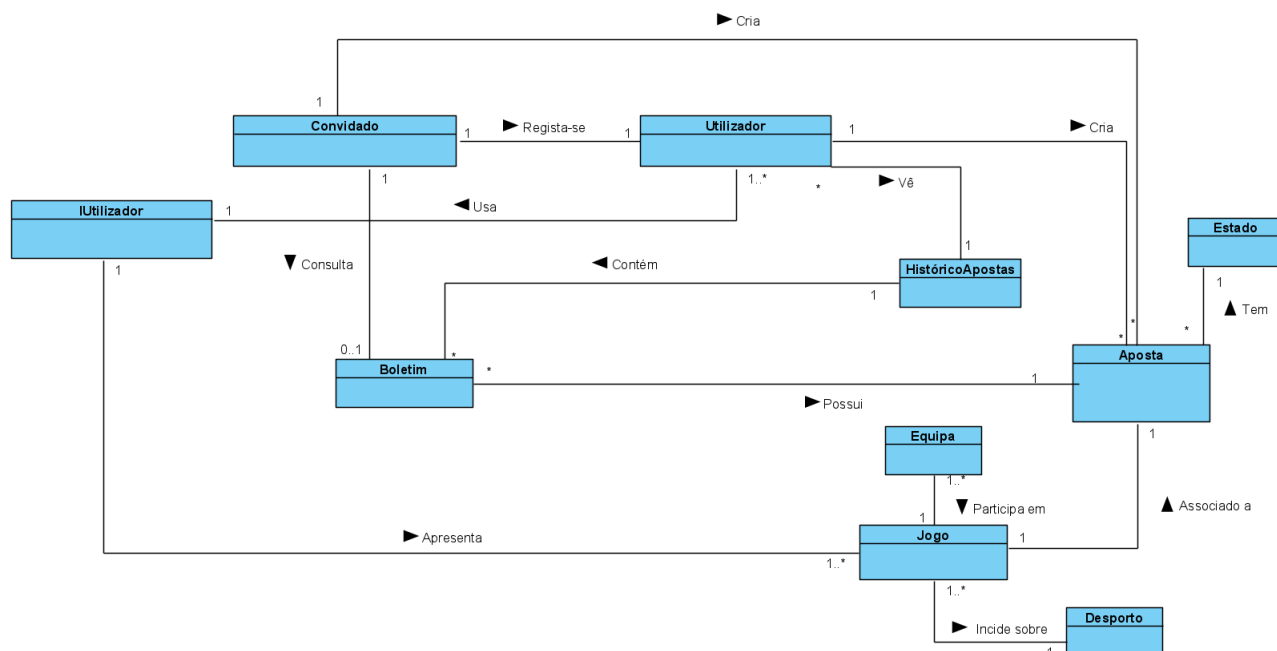 Cria
1
Convidado
Regista-se
1
1
Utilizador
1
Cria
1
1..*
*
Vê
IUtilizador
1
Usa
Estado
1
Consulta
Contém
1
HistóricoApostas
1
1
Tem
0..1
*
*
*
*
Boletim
*
1
Aposta
Possui
Equipa
1
1..*
Participa em
Associado a
1
Jogo
1
Apresenta
1..*
1..*
Incide sobre
Desporto
1